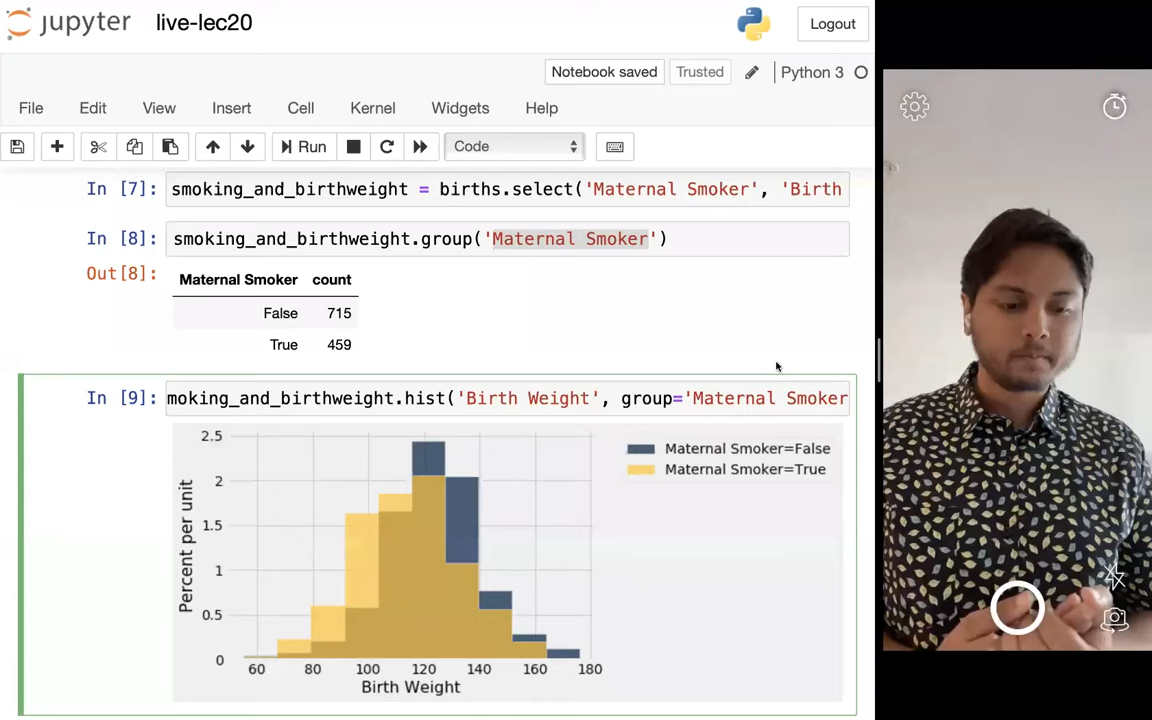 jupyter live-lec20 Logout
Notebook saved Trusted Python 3
File Edit View Insert Cell Kernel Widgets Help
Run Code
In [7]: smoking_and_birthweight = births.select('Maternal Smoker', 'Birth
In [8]: smoking_and_birthweight.group('Maternal Smoker')
Out[8]:
Maternal Smoker count
False 715
True 459
In [9]: moking_and_birthweight.hist('Birth Weight', group='Maternal Smoker
Percent per unit
2.5
2
1.5
1
0.5
0
60 80 100 120 140 160 180
Birth Weight
Maternal Smoker=False
Maternal Smoker=True